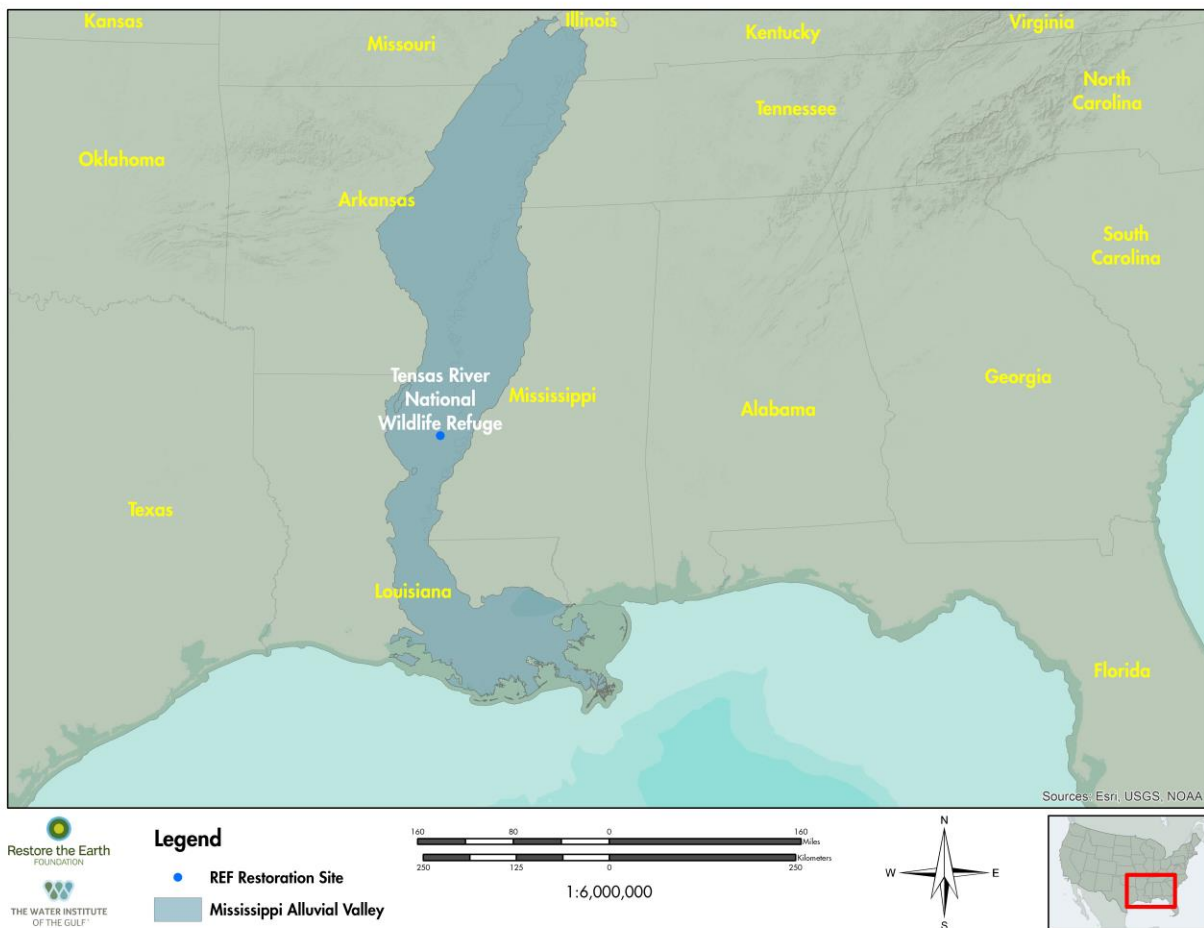 Kansas
Missouri
Illinois
Kentucky
Virginia
North
Carolina
Tennessee
Oklahoma
Arkansas
South
Carolina
Tensas River
National
Wildlife Refuge
Mississippi
Alabama
Georgia
Texas
Louisiana
Florida
Sources: Esri, USGS, NOAA
Restore the Earth
FOUNDATION
THE WATER INSTITUTE
OF THE GULF
Legend
REF Restoration Site
Mississippi Alluvial Valley
160 80 0 160
Miles
Kilometers
250 125 0 250
1:6,000,000
N
W E
S